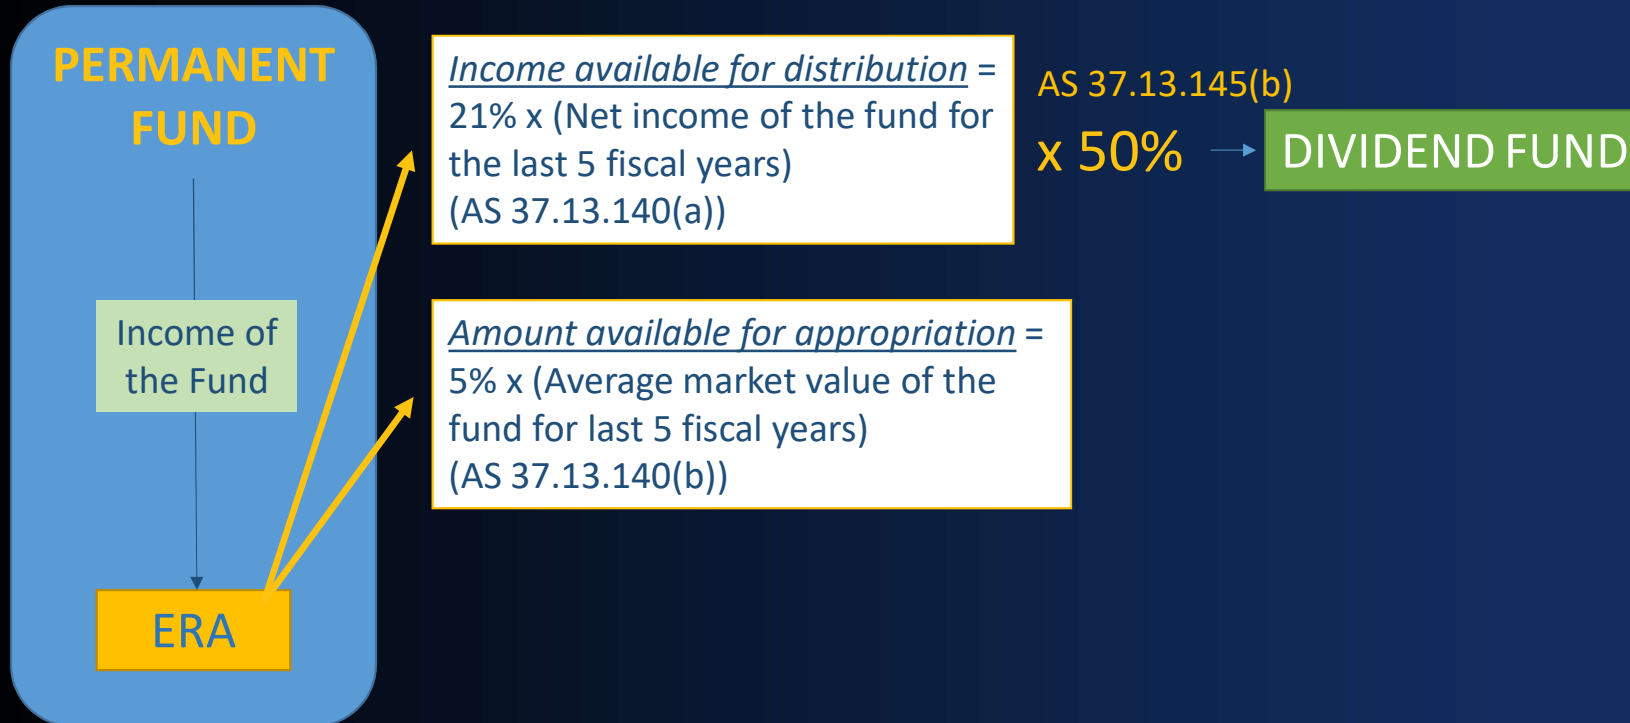 PERMANENT
FUND
Income of
the Fund
ERA
Income available for distribution =
21% x (Net income of the fund for
the last 5 fiscal years)
(AS 37.13.140(a))
AS 37.13.145(b)
x 50%
DIVIDEND FUND
Amount available for appropriation =
5% x (Average market value of the
fund for last 5 fiscal years)
(AS 37.13.140(b))